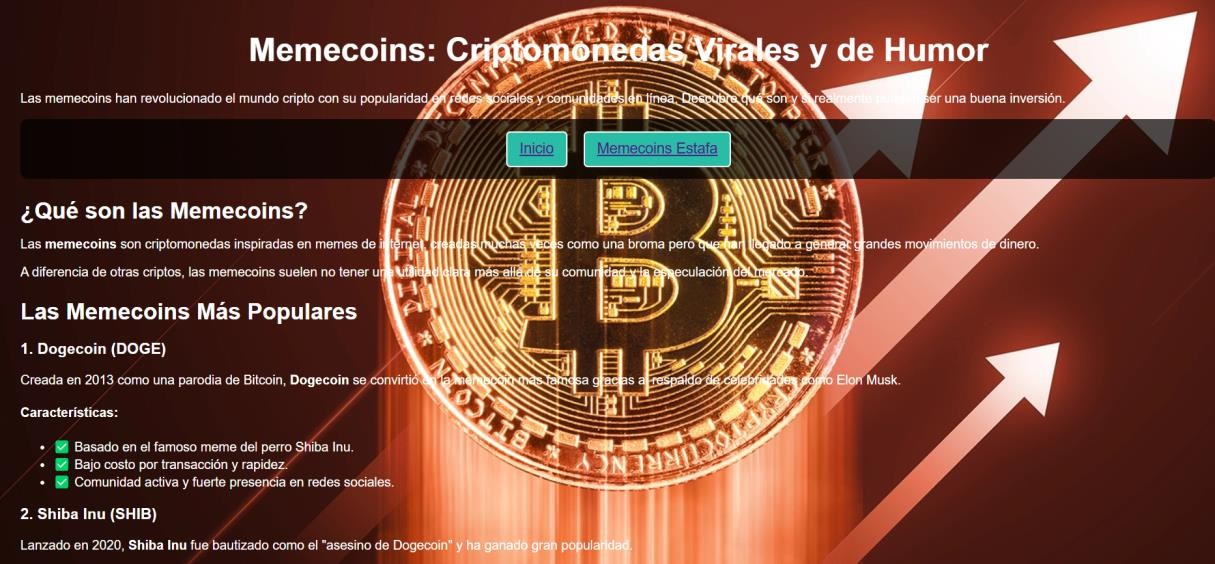 Memecoins: Criptomonedas Virales y de Humor
Las memecoins han revolucionado el mundo cripto con su popularidad en redes sociales y comunidades en línea. Descubre qué son y si realmente pueden ser una buena inversión.
Inicio
Memecoins Estafa
¿Qué son las Memecoins?
Las memecoins son criptomonedas inspiradas en memes de internet, creadas muchas veces como una broma pero que han llegado a generar grandes movimientos de dinero.
A diferencia de otras criptos, las memecoins suelen no tener una utilidad clara más allá de su comunidad y la especulación del mercado.
Las Memecoins Más Populares
1. Dogecoin (DOGE)
Creada en 2013 como una parodia de Bitcoin, Dogecoin se convirtió en la memecoin más famosa gracias al respaldo de celebridades como Elon Musk.
Características:
• ✅ Basado en el famoso meme del perro Shiba Inu.
• ✅ Bajo costo por transacción y rapidez.
• ✅ Comunidad activa y fuerte presencia en redes sociales.
2. Shiba Inu (SHIB)
Lanzado en 2020, Shiba Inu fue bautizado como el "asesino de Dogecoin" y ha ganado gran popularidad.
DIGITAL
DECENTRALIZED
PEER TO PEER
BITCOIN
CRYPTOCURRENCY